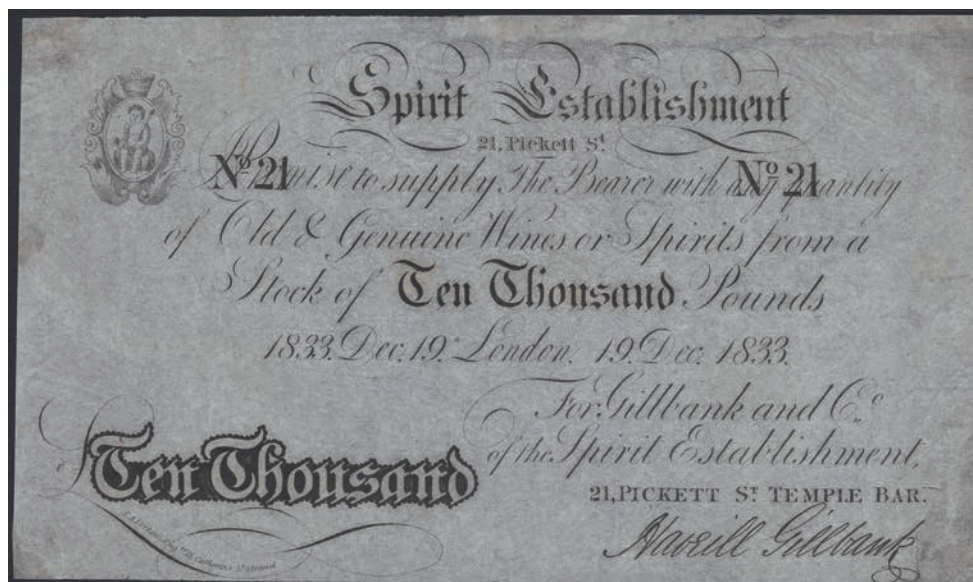 Spirit Establishment
21, Pickett St.
No 21 No 21
I Promise to supply The Bearer with any quantity
of Old & Genuine Wines or Spirits from a
Stock of Ten Thousand Pounds
1833. Dec. 19. London. 19. Dec. 1833.
For Gillbank and Co
of the Spirit Establishment,
21, PICKETT ST TEMPLE BAR.
Ten Thousand
Haveill Gillbank